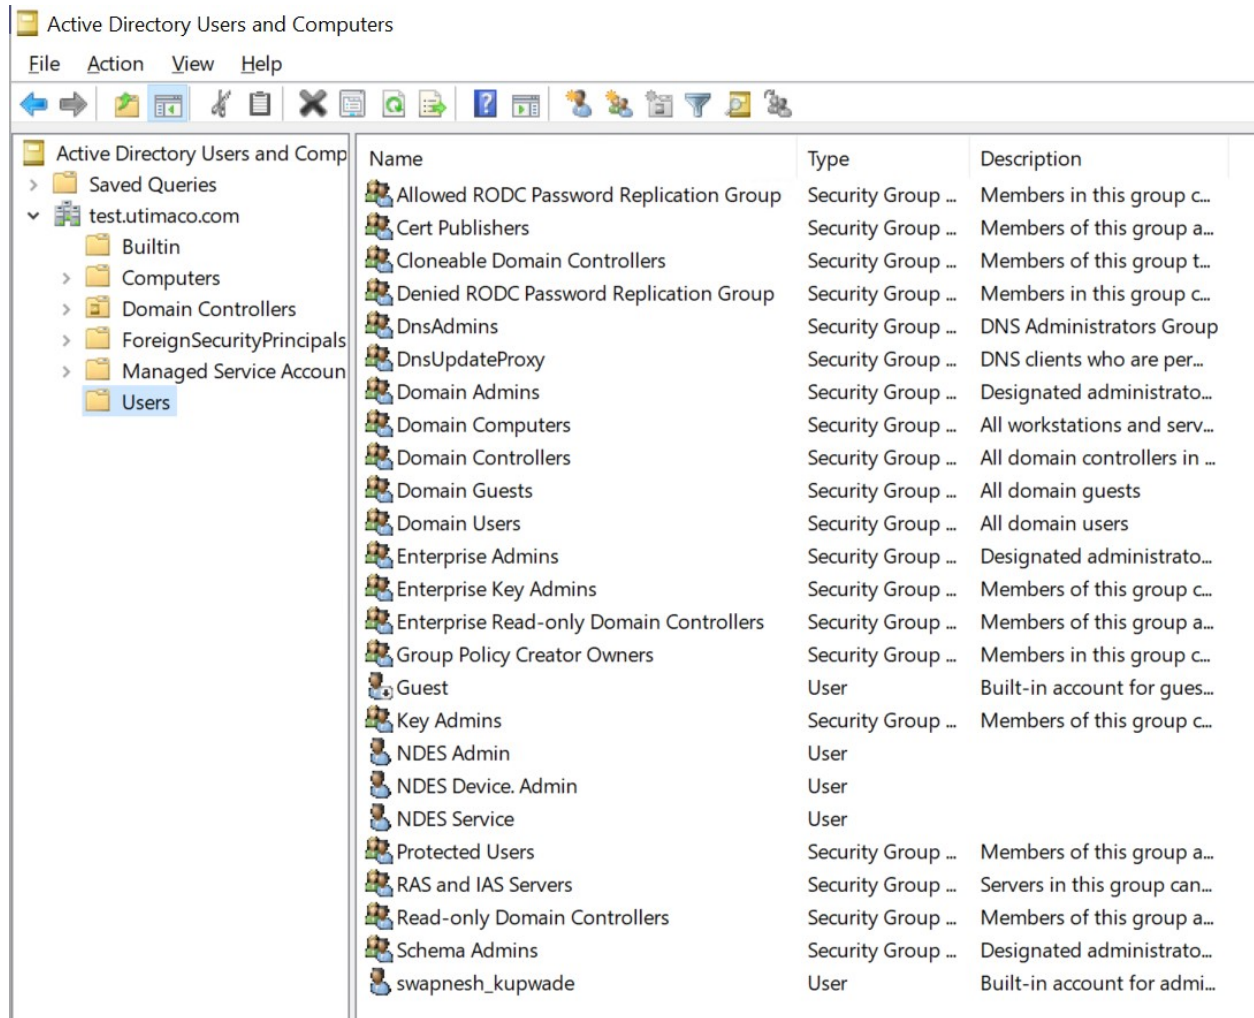 Active Directory Users and Computers
File Action View Help
Active Directory Users and Comp
Saved Queries
test.utimaco.com
Builtin
Computers
Domain Controllers
ForeignSecurityPrincipals
Managed Service Accoun
Users
Name Type Description
Allowed RODC Password Replication Group Security Group ... Members in this group c...
Cert Publishers Security Group ... Members of this group a...
Cloneable Domain Controllers Security Group ... Members of this group t...
Denied RODC Password Replication Group Security Group ... Members in this group c...
DnsAdmins Security Group ... DNS Administrators Group
DnsUpdateProxy Security Group ... DNS clients who are per...
Domain Admins Security Group ... Designated administrato...
Domain Computers Security Group ... All workstations and serv...
Domain Controllers Security Group ... All domain controllers in ...
Domain Guests Security Group ... All domain guests
Domain Users Security Group ... All domain users
Enterprise Admins Security Group ... Designated administrato...
Enterprise Key Admins Security Group ... Members of this group c...
Enterprise Read-only Domain Controllers Security Group ... Members of this group a...
Group Policy Creator Owners Security Group ... Members in this group c...
Guest User Built-in account for gues...
Key Admins Security Group ... Members of this group c...
NDES Admin User
NDES Device. Admin User
NDES Service User
Protected Users Security Group ... Members of this group a...
RAS and IAS Servers Security Group ... Servers in this group can...
Read-only Domain Controllers Security Group ... Members of this group a...
Schema Admins Security Group ... Designated administrato...
swapnesh_kupwade User Built-in account for admi...